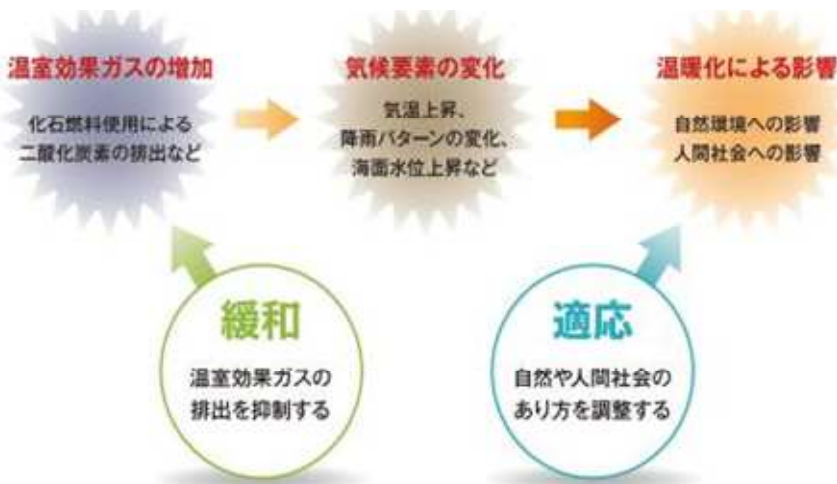 温室効果ガスの増加
化石燃料使用による
二酸化炭素の排出など
気候要素の変化
気温上昇、
降雨パターンの変化、
海面水位上昇など
温暖化による影響
自然環境への影響
人間社会への影響
緩和
温室効果ガスの
排出を抑制する
適応
自然や人間社会の
あり方を調整する